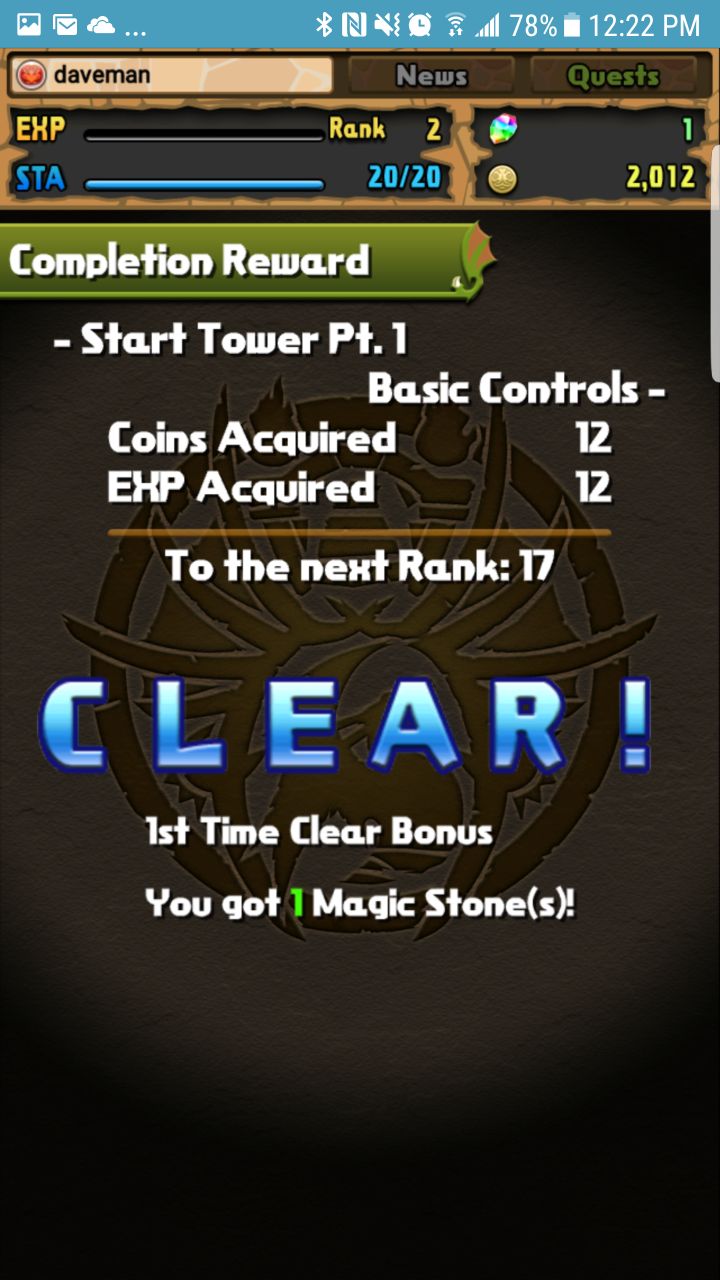 ... 78% 12:22 PM
daveman News Quests
EXP Rank 2 1
STA 20/20 2,012
Completion Reward
- Start Tower Pt. 1
Basic Controls -
Coins Acquired 12
EXP Acquired 12
To the next Rank: 17
CLEAR!
1st Time Clear Bonus
You got 1 Magic Stone(s)!